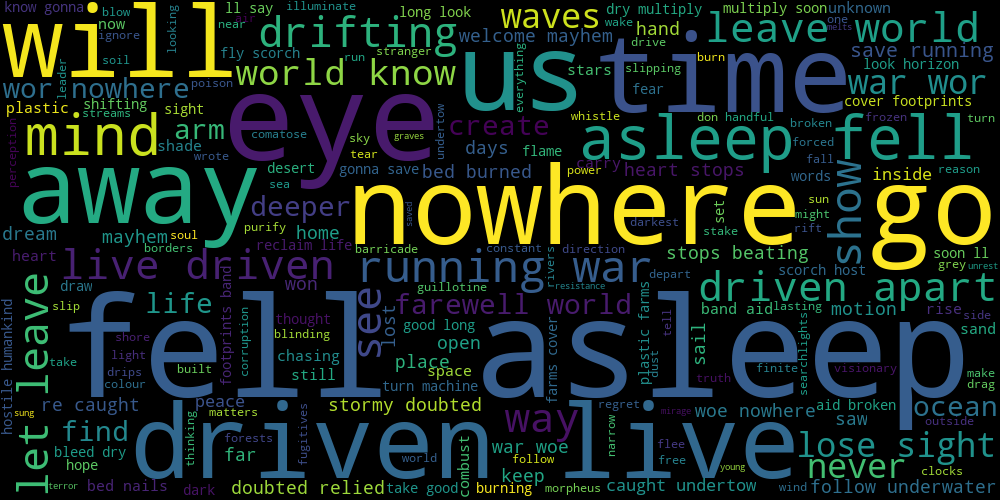 know gonna blow looking ll say near air illuminate long look dry multiply multiply soon unknown
will now ignore drifting welcome mayhem waves hand leave world one melts
soil leader fly scorch stranger run wake drive time save running
wor nowhere poison world know us everything stars slipping burn war wor look horizon
plastic shifting streams sight eye fear cover footprints
mind arm comatose sky graves undertow create whistle don handful broken frozen turn
perception shade wrote tear days flame asleep fell forced fall reason
away desert gonna save bed burned carry heart stops power words show inside
sea deeper nowhere go set sun might
dream mayhem soul purify home saved darkest stake rift
borders heart reclaim life barricade constant direction stops beating soon ll grey unrest
live driven running war rivers depart scorch host
draw won guillotine resistance driven apart
slip life footprints band see lost farewell world plastic farms dust tell band aid lasting motion rise side
hostile humankind let leave fell asleep thought good long open sail sand
shore corruption blinding searchlights
take light chasing place space farms cover finite visionary make drag
drips colour built still turn machine truth
re caught peace stormy doubted regret mirage woe nowhere aid broken ocean
sung matters way saw outside
find driven live narrow lose sight
bleed dry thinking forests fugitives war woe flee clocks
hope far world combust follow free young never
terror bed nails dark doubted relied take good keep burning morpheus caught undertow wind follow underwater